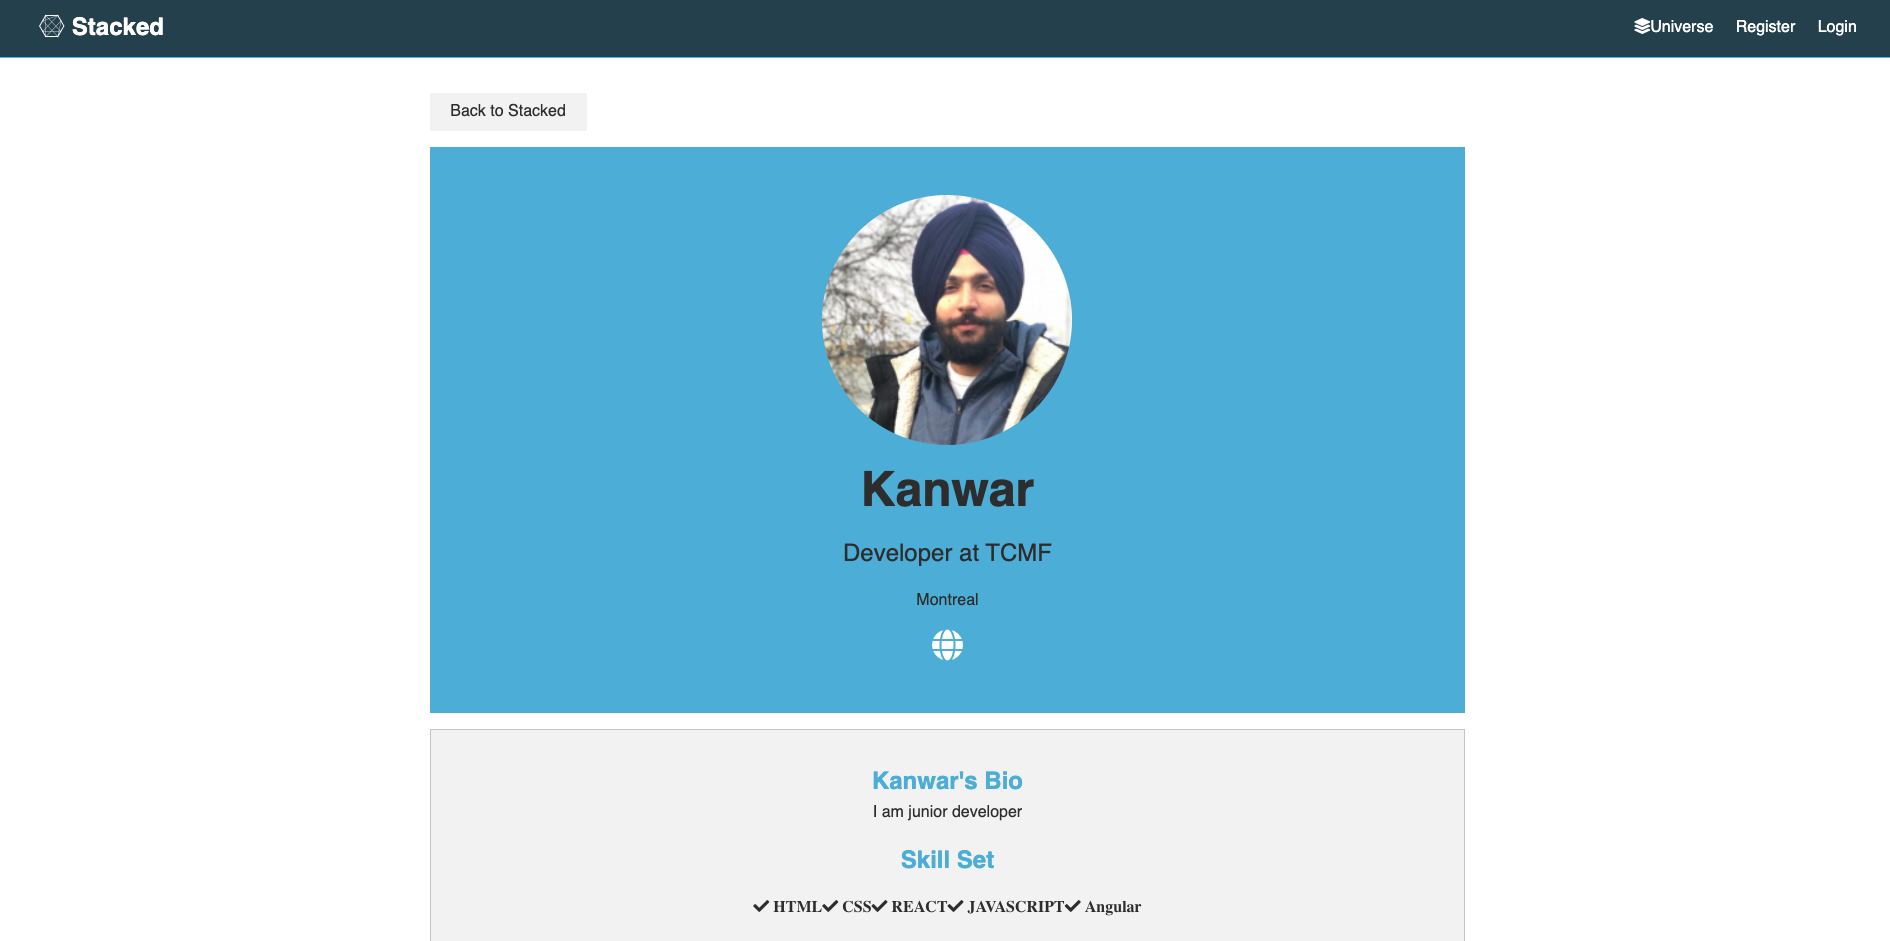 Stacked
Universe Register Login
Back to Stacked
Kanwar
Developer at TCMF
Montreal
Kanwar's Bio
I am junior developer
Skill Set
HTML CSS REACT JAVASCRIPT Angular